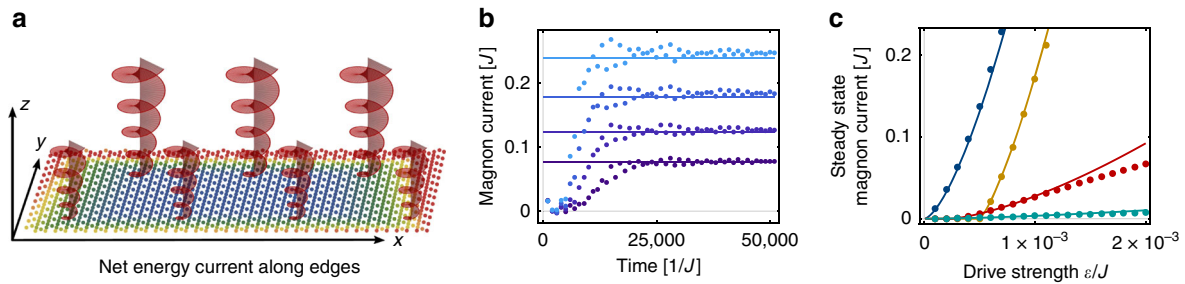 a
z
y
x
Net energy current along edges
b
Magnon current [J]
0.2
0.1
0
0
25,000
50,000
Time [1/J]
c
Steady state
magnon current [J]
0.2
0.1
0
0
1 × 10⁻³
2 × 10⁻³
Drive strength ε/J